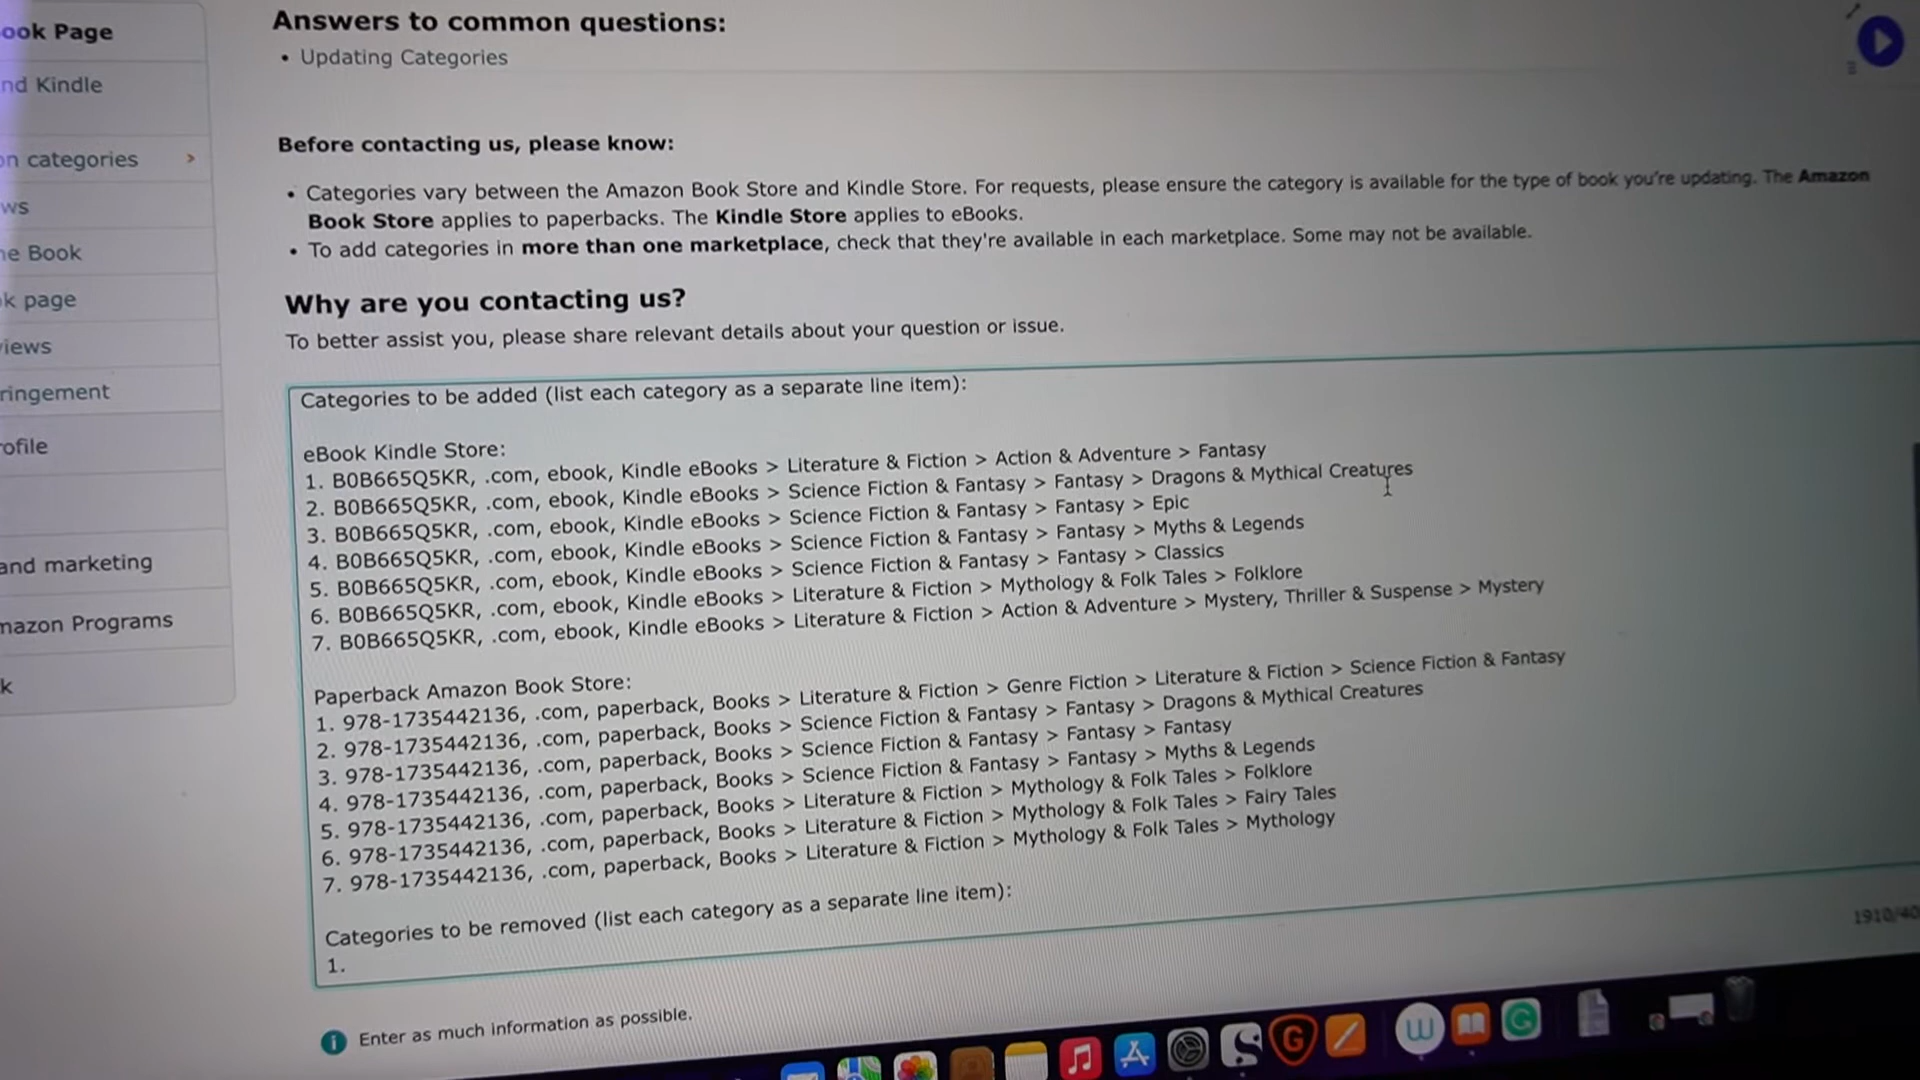 ook Page
nd Kindle
on categories
ws
he Book
k page
views
ringement
rofile
and marketing
mazon Programs
k
Answers to common questions:
• Updating Categories
Before contacting us, please know:
• Categories vary between the Amazon Book Store and Kindle Store. For requests, please ensure the category is available for the type of book you're updating. The Amazon
Book Store applies to paperbacks. The Kindle Store applies to eBooks.
• To add categories in more than one marketplace, check that they're available in each marketplace. Some may not be available.
Why are you contacting us?
To better assist you, please share relevant details about your question or issue.
Categories to be added (list each category as a separate line item):
eBook Kindle Store:
1. B0B665Q5KR, .com, ebook, Kindle eBooks > Literature & Fiction > Action & Adventure > Fantasy
2. B0B665Q5KR, .com, ebook, Kindle eBooks > Science Fiction & Fantasy > Fantasy > Dragons & Mythical Creatures
3. B0B665Q5KR, .com, ebook, Kindle eBooks > Science Fiction & Fantasy > Fantasy > Epic
4. B0B665Q5KR, .com, ebook, Kindle eBooks > Science Fiction & Fantasy > Fantasy > Myths & Legends
5. B0B665Q5KR, .com, ebook, Kindle eBooks > Science Fiction & Fantasy > Fantasy > Classics
6. B0B665Q5KR, .com, ebook, Kindle eBooks > Literature & Fiction > Mythology & Folk Tales > Folklore
7. B0B665Q5KR, .com, ebook, Kindle eBooks > Literature & Fiction > Action & Adventure > Mystery, Thriller & Suspense > Mystery
Paperback Amazon Book Store:
1. 978-1735442136, .com, paperback, Books > Literature & Fiction > Genre Fiction > Literature & Fiction > Science Fiction & Fantasy
2. 978-1735442136, .com, paperback, Books > Science Fiction & Fantasy > Fantasy > Dragons & Mythical Creatures
3. 978-1735442136, .com, paperback, Books > Science Fiction & Fantasy > Fantasy > Fantasy
4. 978-1735442136, .com, paperback, Books > Science Fiction & Fantasy > Fantasy > Myths & Legends
5. 978-1735442136, .com, paperback, Books > Literature & Fiction > Mythology & Folk Tales > Folklore
6. 978-1735442136, .com, paperback, Books > Literature & Fiction > Mythology & Folk Tales > Fairy Tales
7. 978-1735442136, .com, paperback, Books > Literature & Fiction > Mythology & Folk Tales > Mythology
Categories to be removed (list each category as a separate line item):
1.
1910/40
Enter as much information as possible.